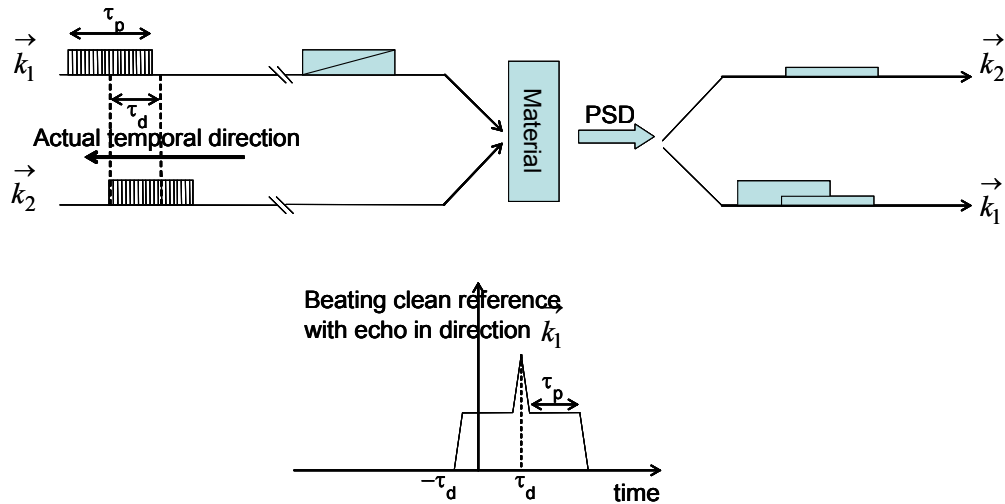 τp
k1
τd
Actual temporal direction
k2
Material
PSD
k2
k1
Beating clean reference
with echo in direction k1
τp
−τd
τd
time